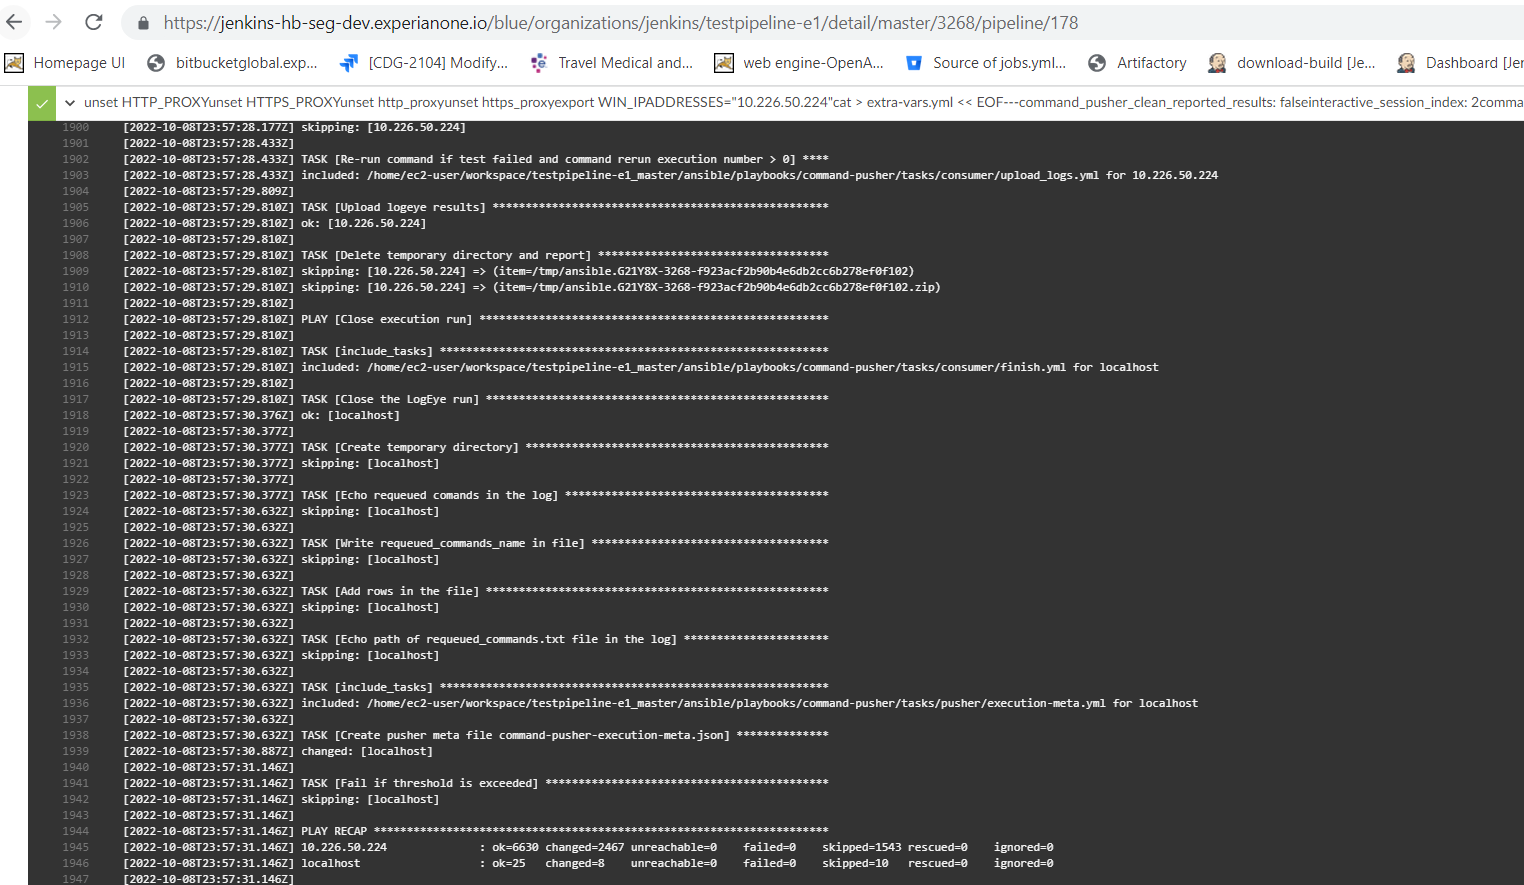 https://jenkins-hb-seg-dev.experianone.io/blue/organizations/jenkins/testpipeline-e1/detail/master/3268/pipeline/178
Homepage UI bitbucketglobal.exp... [CDG-2104] Modify... Travel Medical and... web engine-OpenA... Source of jobs.yml... Artifactory download-build [Je... Dashboard [Jer
unset HTTP_PROXYunset HTTPS_PROXYunset http_proxyunset https_proxyexport WIN_IPADDRESSES="10.226.50.224"cat > extra-vars.yml << EOF---command_pusher_clean_reported_results: falseinteractive_session_index: 2comma
1900 [2022-10-08T23:57:28.177Z] skipping: [10.226.50.224]
1901 [2022-10-08T23:57:28.433Z]
1902 [2022-10-08T23:57:28.433Z] TASK [Re-run command if test failed and command rerun execution number > 0] ****
1903 [2022-10-08T23:57:28.433Z] included: /home/ec2-user/workspace/testpipeline-e1_master/ansible/playbooks/command-pusher/tasks/consumer/upload_logs.yml for 10.226.50.224
1904 [2022-10-08T23:57:29.809Z]
1905 [2022-10-08T23:57:29.810Z] TASK [Upload logeye results] ***************************************************
1906 [2022-10-08T23:57:29.810Z] ok: [10.226.50.224]
1907 [2022-10-08T23:57:29.810Z]
1908 [2022-10-08T23:57:29.810Z] TASK [Delete temporary directory and report] ***********************************
1909 [2022-10-08T23:57:29.810Z] skipping: [10.226.50.224] => (item=/tmp/ansible.G21Y8X-3268-f923acf2b90b4e6db2cc6b278ef0f102)
1910 [2022-10-08T23:57:29.810Z] skipping: [10.226.50.224] => (item=/tmp/ansible.G21Y8X-3268-f923acf2b90b4e6db2cc6b278ef0f102.zip)
1911 [2022-10-08T23:57:29.810Z]
1912 [2022-10-08T23:57:29.810Z] PLAY [Close execution run] *****************************************************
1913 [2022-10-08T23:57:29.810Z]
1914 [2022-10-08T23:57:29.810Z] TASK [include_tasks] ***********************************************************
1915 [2022-10-08T23:57:29.810Z] included: /home/ec2-user/workspace/testpipeline-e1_master/ansible/playbooks/command-pusher/tasks/consumer/finish.yml for localhost
1916 [2022-10-08T23:57:29.810Z]
1917 [2022-10-08T23:57:29.810Z] TASK [Close the LogEye run] ****************************************************
1918 [2022-10-08T23:57:30.376Z] ok: [localhost]
1919 [2022-10-08T23:57:30.377Z]
1920 [2022-10-08T23:57:30.377Z] TASK [Create temporary directory] **********************************************
1921 [2022-10-08T23:57:30.377Z] skipping: [localhost]
1922 [2022-10-08T23:57:30.377Z]
1923 [2022-10-08T23:57:30.377Z] TASK [Echo requeued comands in the log] ****************************************
1924 [2022-10-08T23:57:30.632Z] skipping: [localhost]
1925 [2022-10-08T23:57:30.632Z]
1926 [2022-10-08T23:57:30.632Z] TASK [Write requeued_commands_name in file] ************************************
1927 [2022-10-08T23:57:30.632Z] skipping: [localhost]
1928 [2022-10-08T23:57:30.632Z]
1929 [2022-10-08T23:57:30.632Z] TASK [Add rows in the file] ****************************************************
1930 [2022-10-08T23:57:30.632Z] skipping: [localhost]
1931 [2022-10-08T23:57:30.632Z]
1932 [2022-10-08T23:57:30.632Z] TASK [Echo path of requeued_commands.txt file in the log] **********************
1933 [2022-10-08T23:57:30.632Z] skipping: [localhost]
1934 [2022-10-08T23:57:30.632Z]
1935 [2022-10-08T23:57:30.632Z] TASK [include_tasks] ***********************************************************
1936 [2022-10-08T23:57:30.632Z] included: /home/ec2-user/workspace/testpipeline-e1_master/ansible/playbooks/command-pusher/tasks/pusher/execution-meta.yml for localhost
1937 [2022-10-08T23:57:30.632Z]
1938 [2022-10-08T23:57:30.632Z] TASK [Create pusher meta file command-pusher-execution-meta.json] **************
1939 [2022-10-08T23:57:30.887Z] changed: [localhost]
1940 [2022-10-08T23:57:31.146Z]
1941 [2022-10-08T23:57:31.146Z] TASK [Fail if threshold is exceeded] *******************************************
1942 [2022-10-08T23:57:31.146Z] skipping: [localhost]
1943 [2022-10-08T23:57:31.146Z]
1944 [2022-10-08T23:57:31.146Z] PLAY RECAP *********************************************************************
1945 [2022-10-08T23:57:31.146Z] 10.226.50.224 : ok=6630 changed=2467 unreachable=0 failed=0 skipped=1543 rescued=0 ignored=0
1946 [2022-10-08T23:57:31.146Z] localhost : ok=25 changed=8 unreachable=0 failed=0 skipped=10 rescued=0 ignored=0
1947 [2022-10-08T23:57:31.146Z]